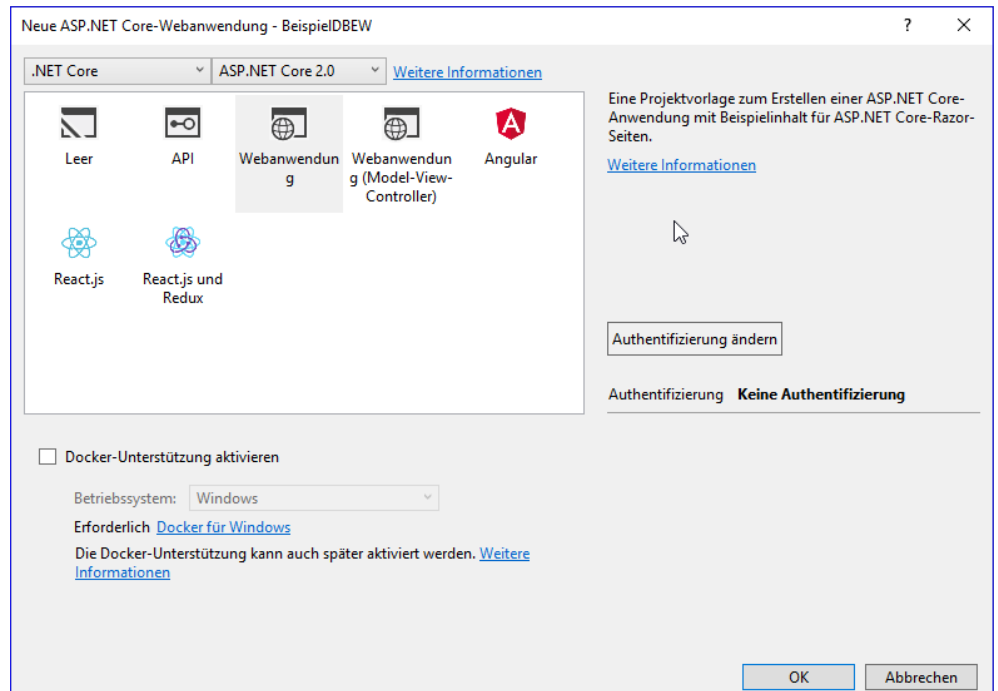 Neue ASP.NET Core-Webanwendung - BeispielDBEW ?
.NET Core ASP.NET Core 2.0 Weitere Informationen
Leer
API
Webanwendun
g
Webanwendun
g (Model-View-
Controller)
Angular
React.js
React.js und
Redux
Eine Projektvorlage zum Erstellen einer ASP.NET Core-
Anwendung mit Beispielinhalt für ASP.NET Core-Razor-
Seiten.
Weitere Informationen
Authentifizierung ändern
Authentifizierung Keine Authentifizierung
Docker-Unterstützung aktivieren
Betriebssystem: Windows
Erforderlich Docker für Windows
Die Docker-Unterstützung kann auch später aktiviert werden. Weitere
Informationen
OK Abbrechen